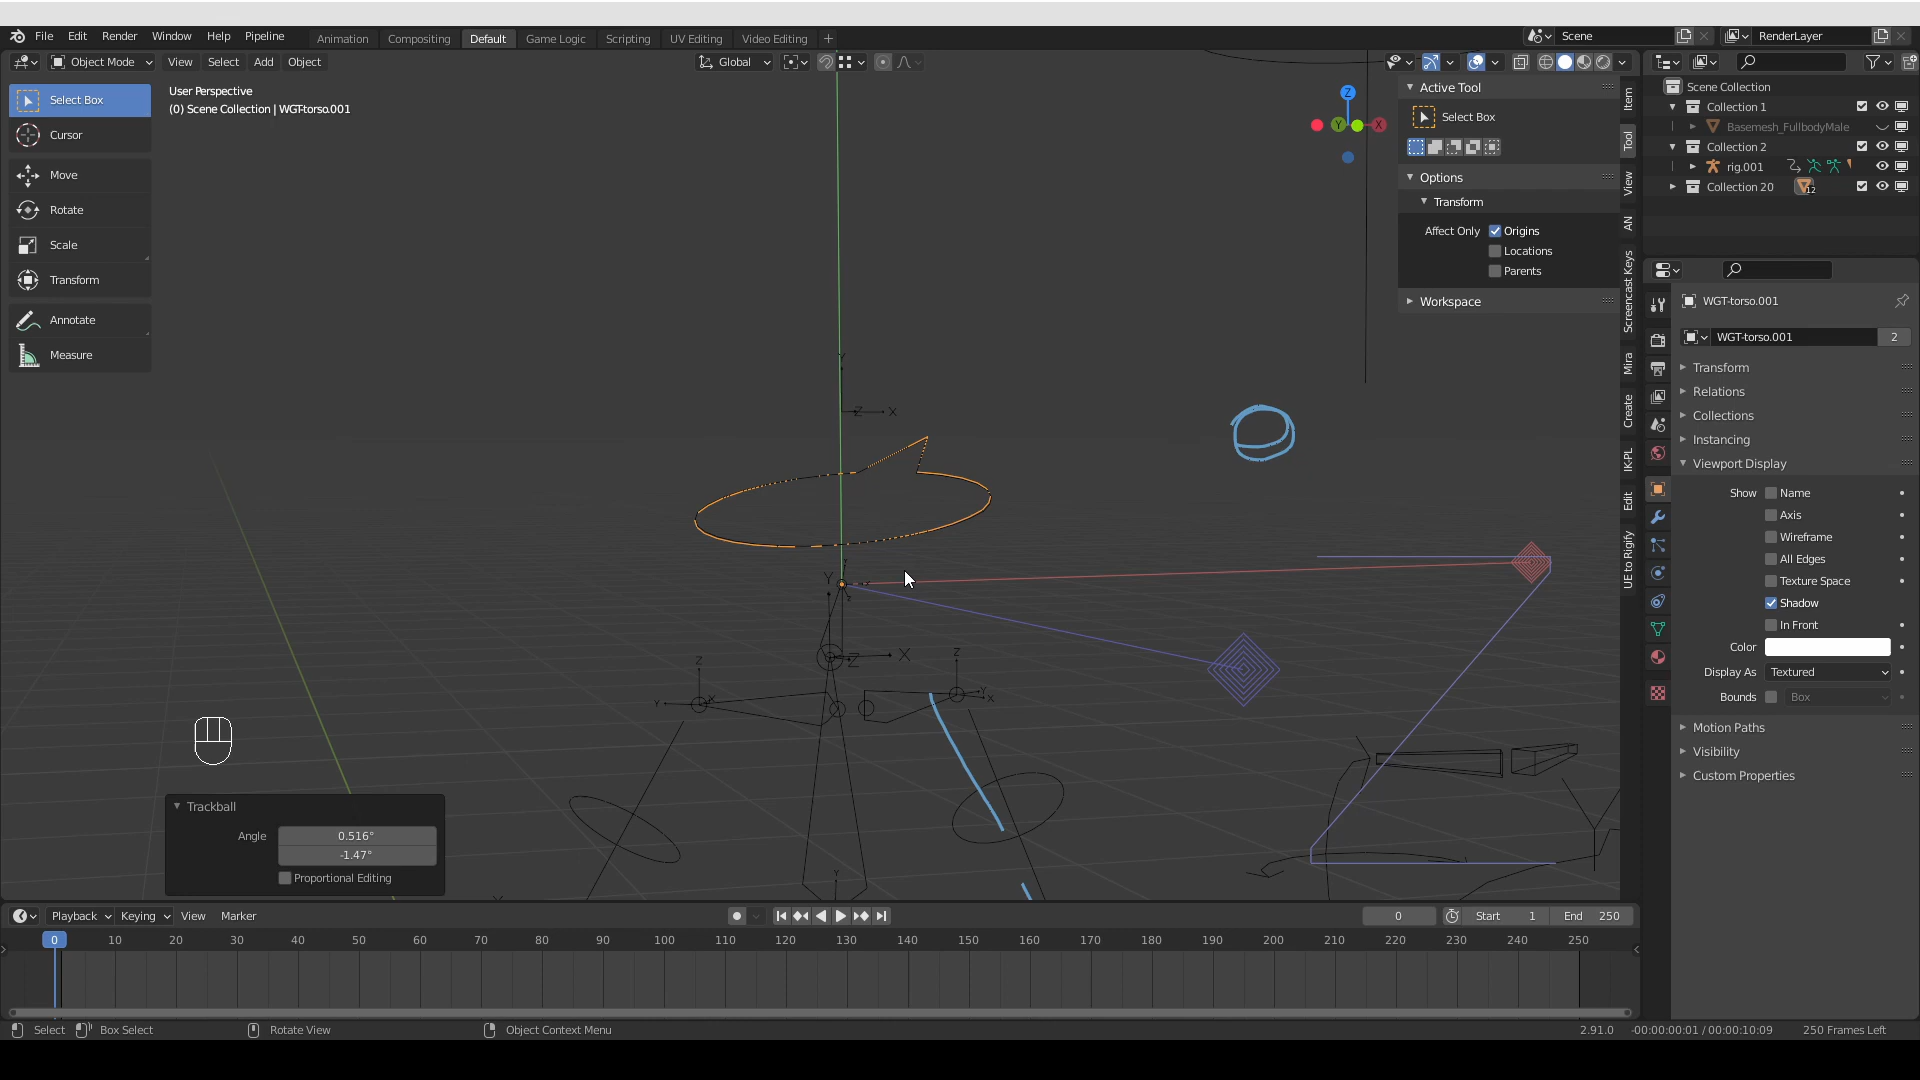 File Edit Render Window Help Pipeline Animation Compositing Default Game Logic Scripting UV Editing Video Editing + Scene RenderLayer
Object Mode View Select Add Object Global
User Perspective
(0) Scene Collection | WGT-torso.001
Select Box
Cursor
Move
Rotate
Scale
Transform
Annotate
Measure
Z
Y
X
Active Tool
Select Box
Options
Transform
Affect Only Origins
Locations
Parents
Workspace
Item
Tool
View
AN
Screencast Keys
Mira
Create
IK-PL
Edit
UE to Rigify
Scene Collection
Collection 1
Basemesh_FullbodyMale
Collection 2
rig.001
Collection 20 12
WGT-torso.001
WGT-torso.001 2
Transform
Relations
Collections
Instancing
Viewport Display
Show Name
Axis
Wireframe
All Edges
Texture Space
Shadow
In Front
Color
Display As Textured
Bounds Box
Motion Paths
Visibility
Custom Properties
Y
Z X
Y
Z X
Z
Y X
Z
Y X
Trackball
Angle 0.516°
-1.47°
Proportional Editing
Playback Keying View Marker 0 Start 1 End 250
0 10 20 30 40 50 60 70 80 90 100 110 120 130 140 150 160 170 180 190 200 210 220 230 240 250
Select Box Select Rotate View Object Context Menu 2.91.0 -00:00:00:01 / 00:00:10:09 250 Frames Left